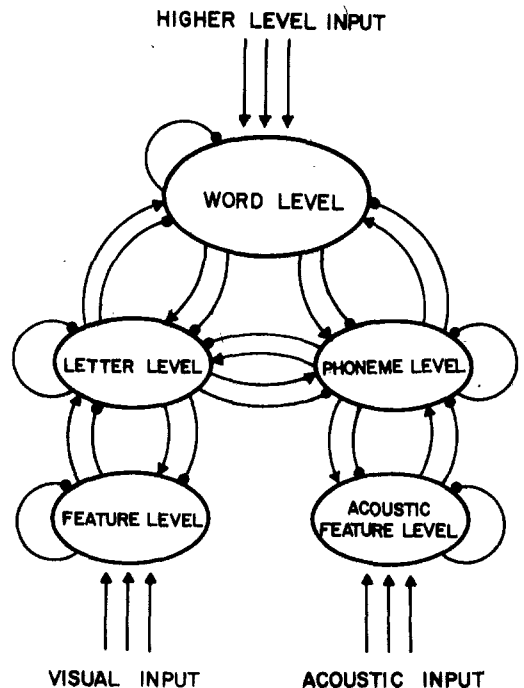 HIGHER LEVEL INPUT
WORD LEVEL
LETTER LEVEL
PHONEME LEVEL
FEATURE LEVEL
ACOUSTIC
FEATURE LEVEL
VISUAL INPUT
ACOUSTIC INPUT